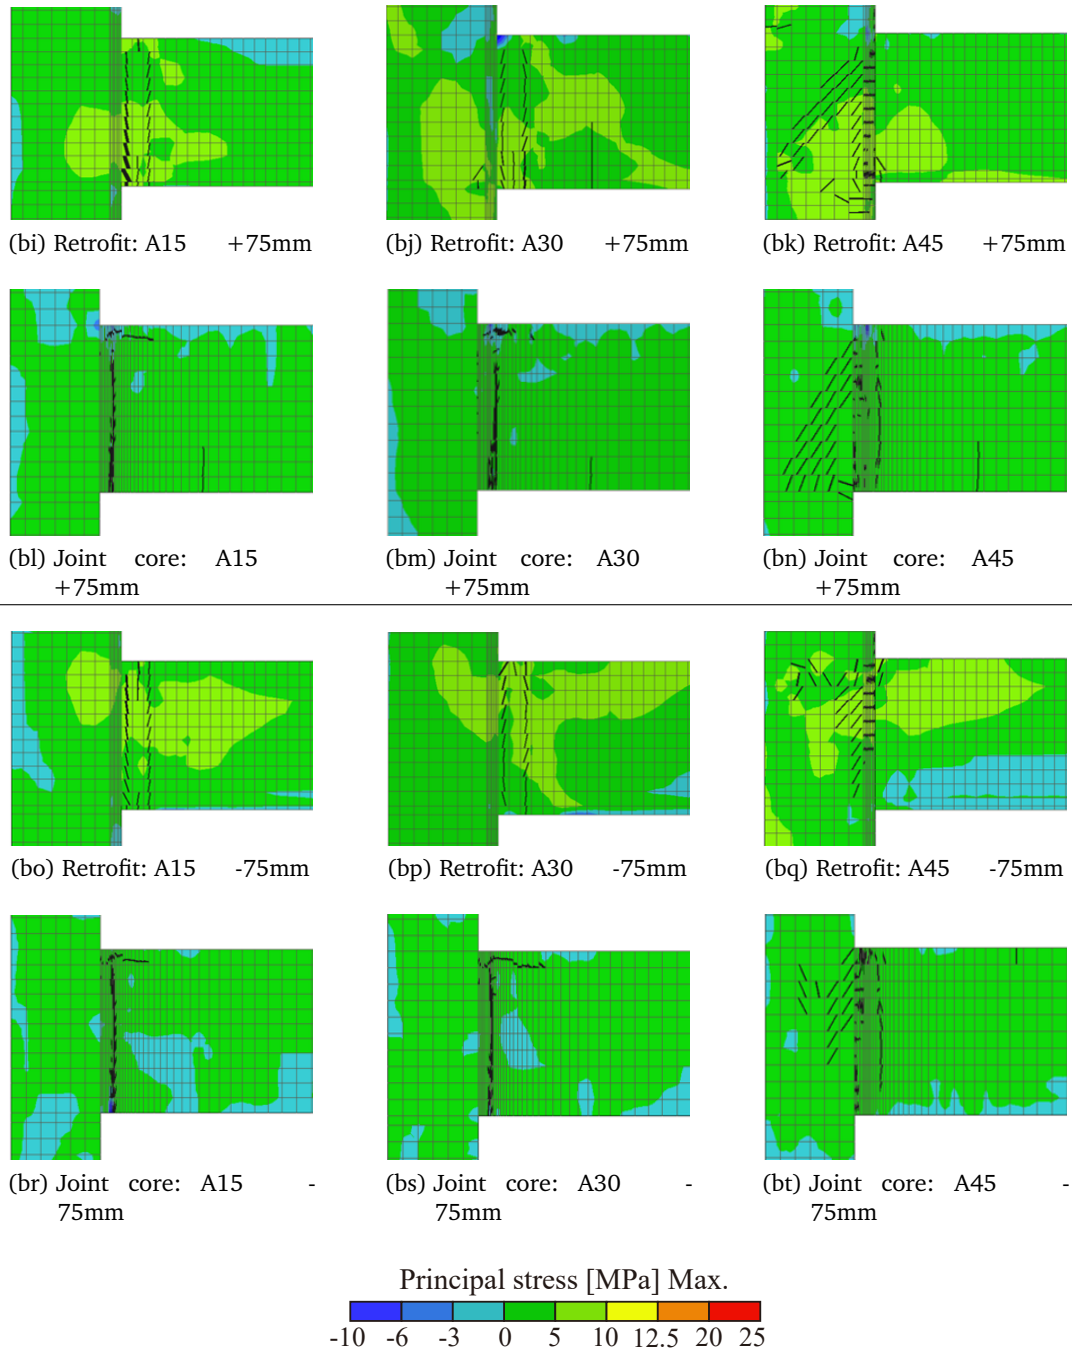 (bi) Retrofit: A15 +75mm
(bj) Retrofit: A30 +75mm
(bk) Retrofit: A45 +75mm
(bl) Joint core: A15
+75mm
(bm) Joint core: A30
+75mm
(bn) Joint core: A45
+75mm
(bo) Retrofit: A15 -75mm
(bp) Retrofit: A30 -75mm
(bq) Retrofit: A45 -75mm
(br) Joint core: A15 -
75mm
(bs) Joint core: A30 -
75mm
(bt) Joint core: A45 -
75mm
Principal stress [MPa] Max.
-10 -6 -3 0 5 10 12.5 20 25